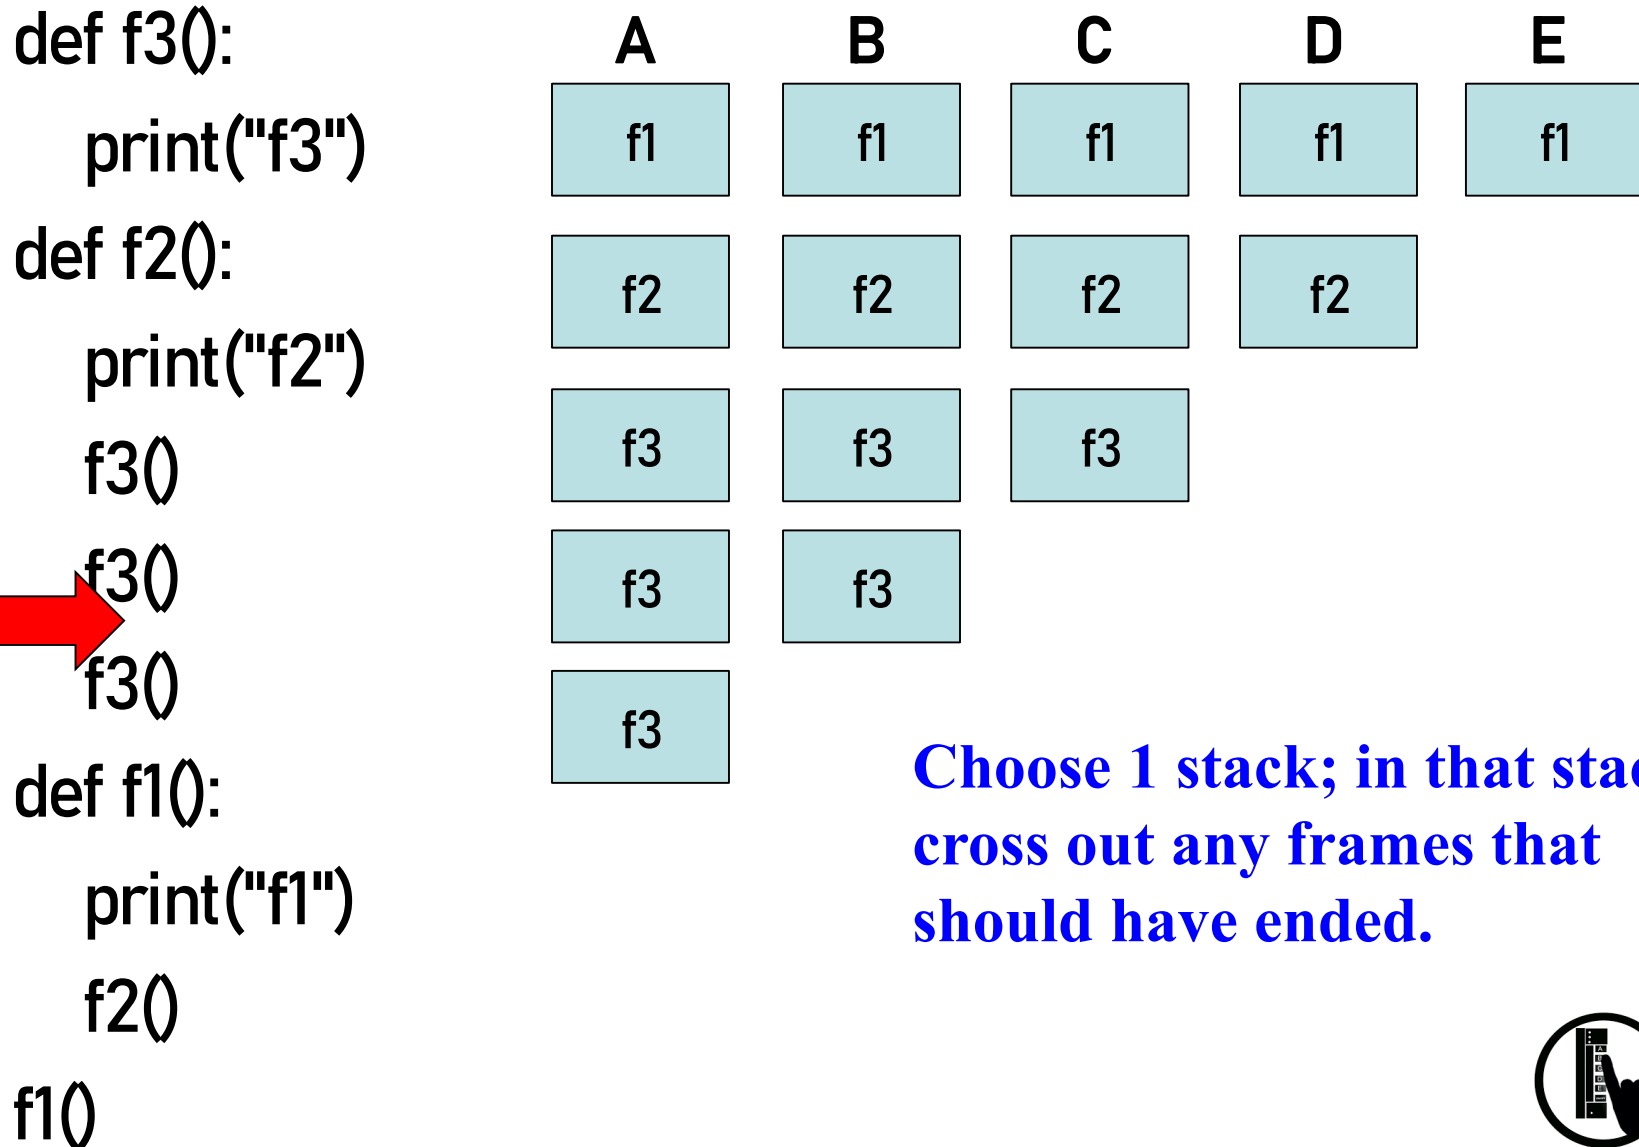 def f3():
print("f3")
def f2():
print("f2")
f3()
f3()
f3()
def f1():
print("f1")
f2()
f1()
A B C D E
f1 f1 f1 f1 f1
f2 f2 f2 f2
f3 f3 f3
f3 f3
f3
Choose 1 stack; in that
cross out any frames that
should have ended.